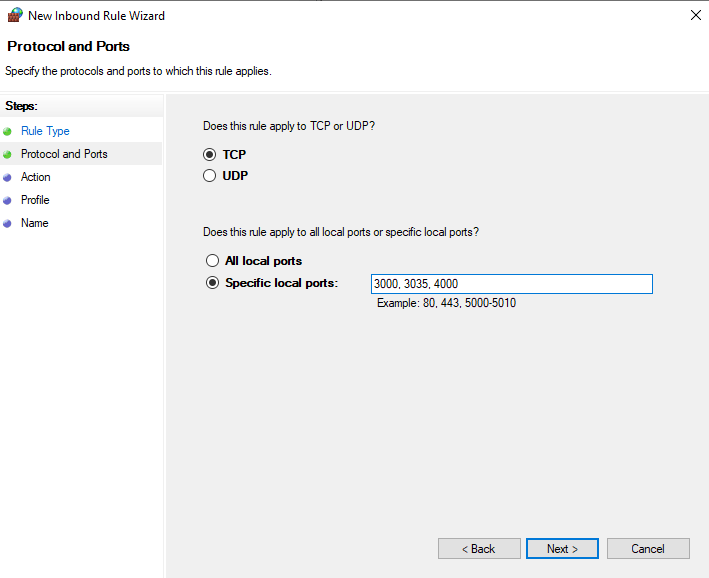 New Inbound Rule Wizard
Protocol and Ports
Specify the protocols and ports to which this rule applies.
Steps:
Rule Type
Protocol and Ports
Action
Profile
Name
Does this rule apply to TCP or UDP?
TCP
UDP
Does this rule apply to all local ports or specific local ports?
All local ports
Specific local ports: 3000, 3035, 4000
Example: 80, 443, 5000-5010
< Back Next > Cancel